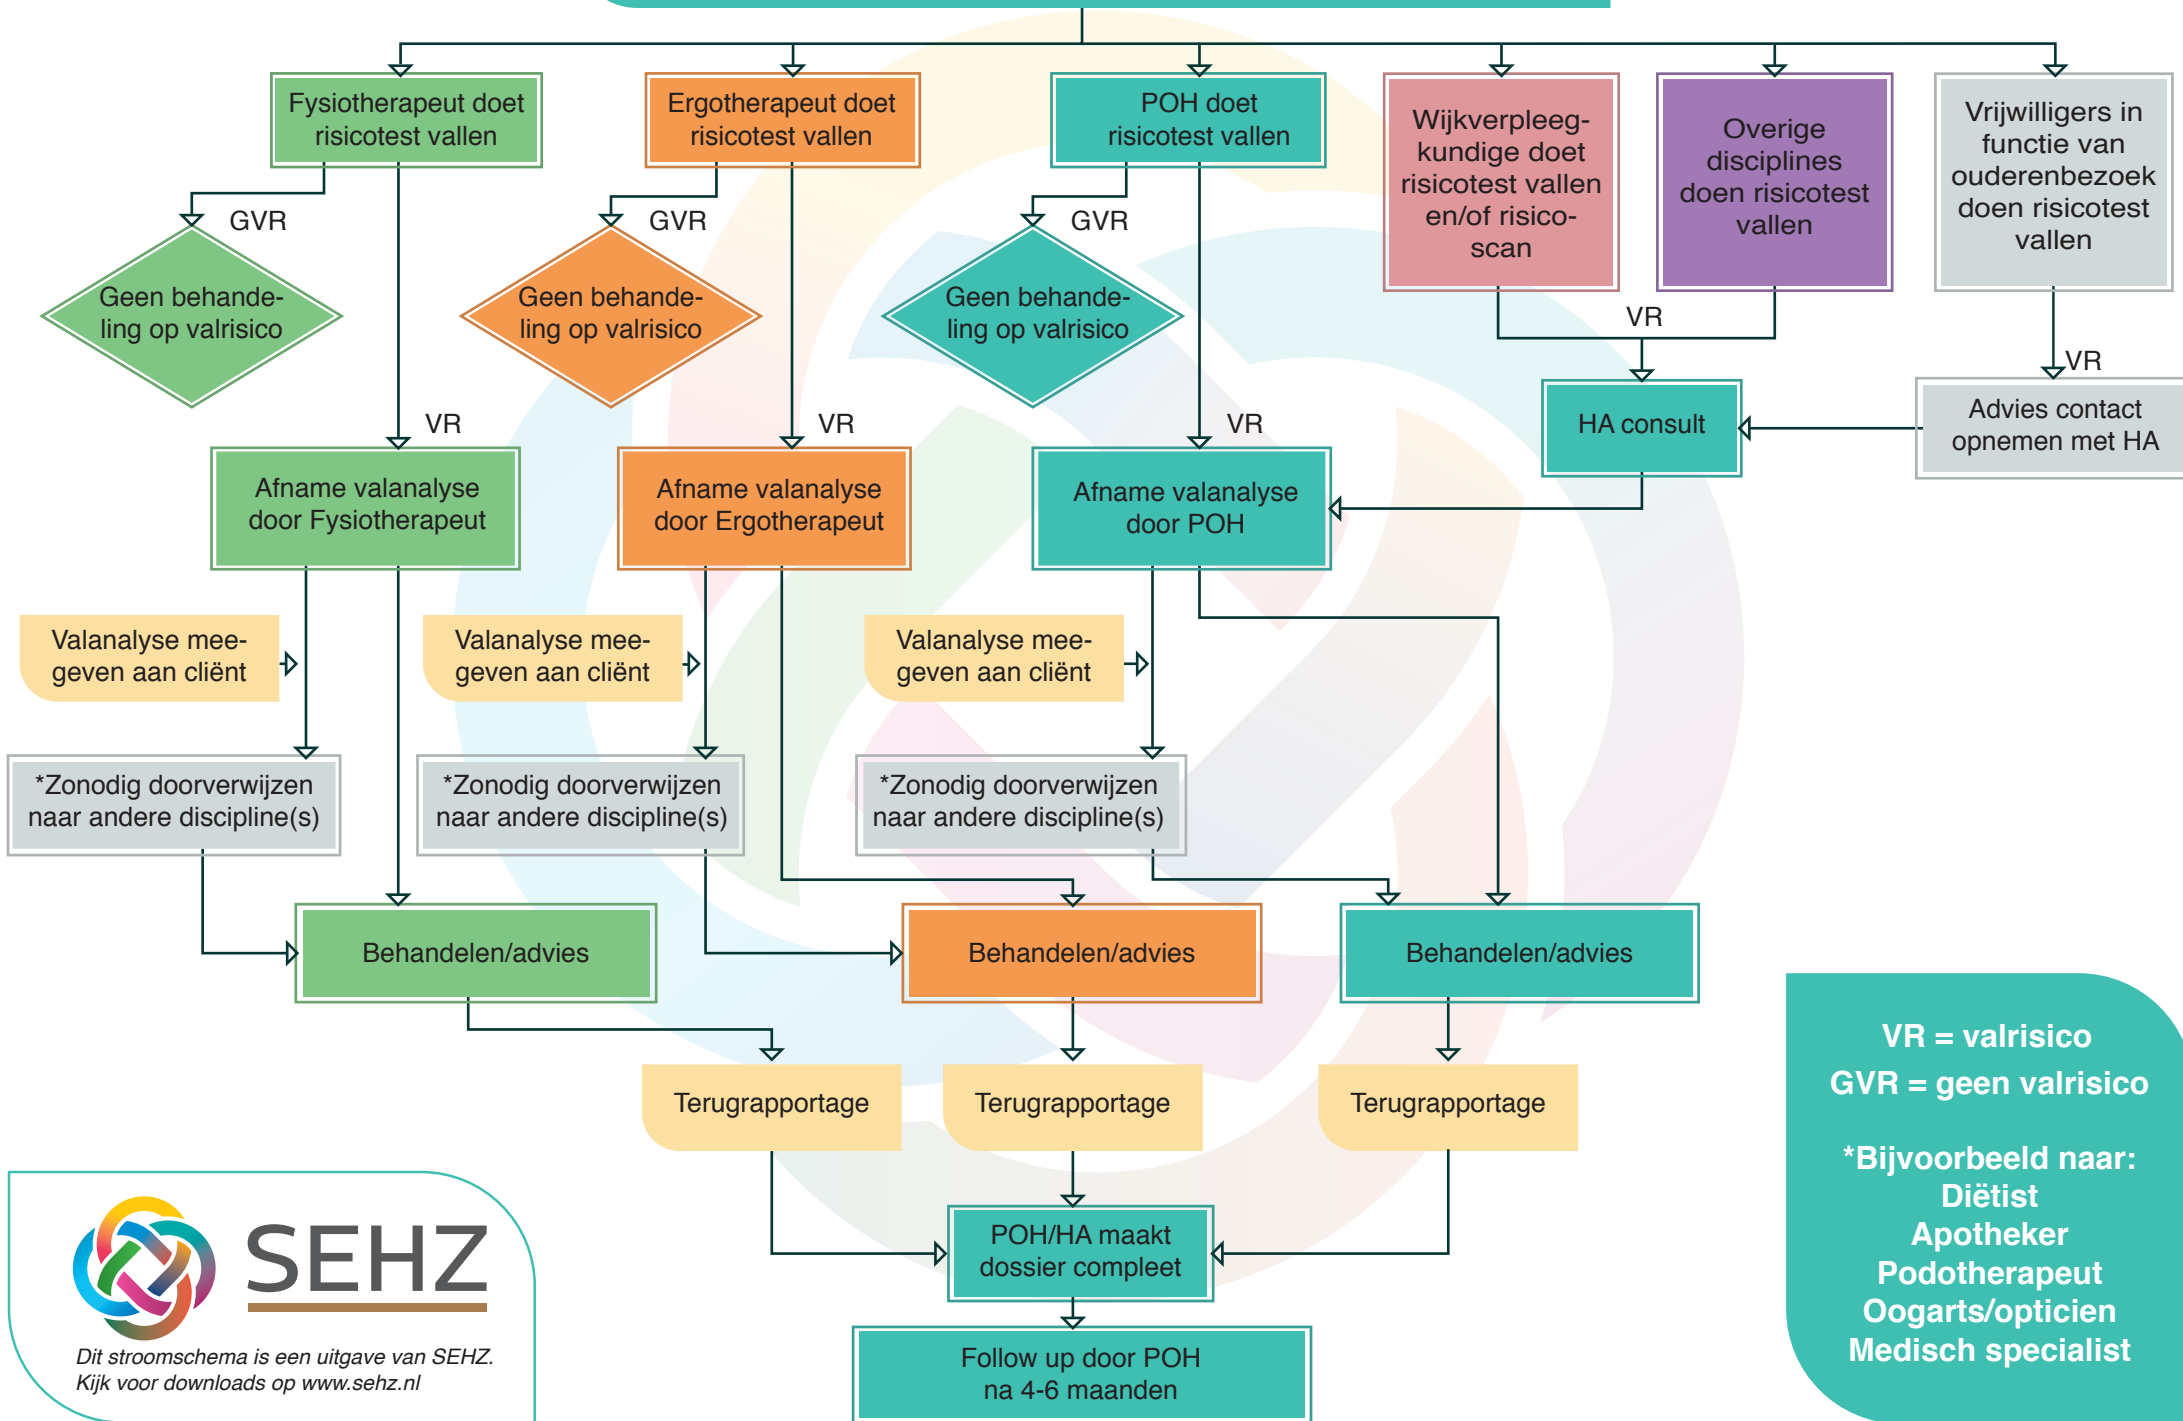 Fysiotherapeut doet
risicotest vallen
Ergotherapeut doet
risicotest vallen
POH doet
risicotest vallen
Wijkverpleeg-
kundige doet
risicotest vallen
en/of risico-
scan
Overige
disciplines
doen risicotest
vallen
Vrijwilligers in
functie van
ouderenbezoek
doen risicotest
vallen
GVR
GVR
GVR
Geen behande-
ling op valrisico
Geen behande-
ling op valrisico
Geen behande-
ling op valrisico
VR
VR
VR
VR
VR
HA consult
Advies contact
opnemen met HA
Afname valanalyse
door Fysiotherapeut
Afname valanalyse
door Ergotherapeut
Afname valanalyse
door POH
Valanalyse mee-
geven aan cliënt
Valanalyse mee-
geven aan cliënt
Valanalyse mee-
geven aan cliënt
*Zonodig doorverwijzen
naar andere discipline(s)
*Zonodig doorverwijzen
naar andere discipline(s)
*Zonodig doorverwijzen
naar andere discipline(s)
Behandelen/advies
Behandelen/advies
Behandelen/advies
Terugrapportage
Terugrapportage
Terugrapportage
POH/HA maakt
dossier compleet
Follow up door POH
na 4-6 maanden
VR = valrisico
GVR = geen valrisico
*Bijvoorbeeld naar:
Diëtist
Apotheker
Podotherapeut
Oogarts/opticien
Medisch specialist
SEHZ
Dit stroomschema is een uitgave van SEHZ.
Kijk voor downloads op www.sehz.nl